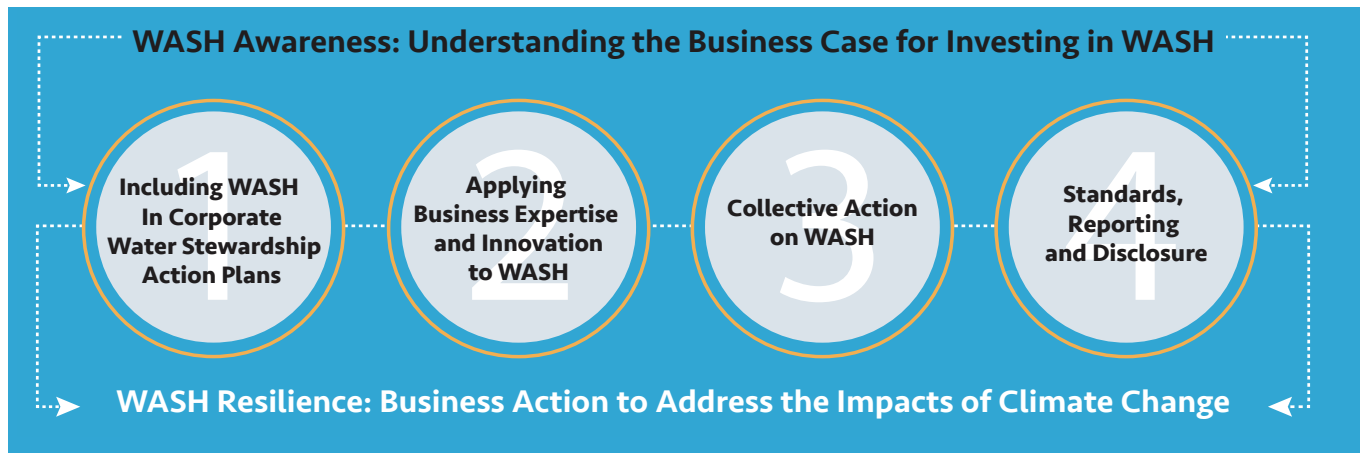 WASH Awareness: Understanding the Business Case for Investing in WASH
1
Including WASH
In Corporate
Water Stewardship
Action Plans
2
Applying
Business Expertise
and Innovation
to WASH
3
Collective Action
on WASH
4
Standards,
Reporting
and Disclosure
WASH Resilience: Business Action to Address the Impacts of Climate Change